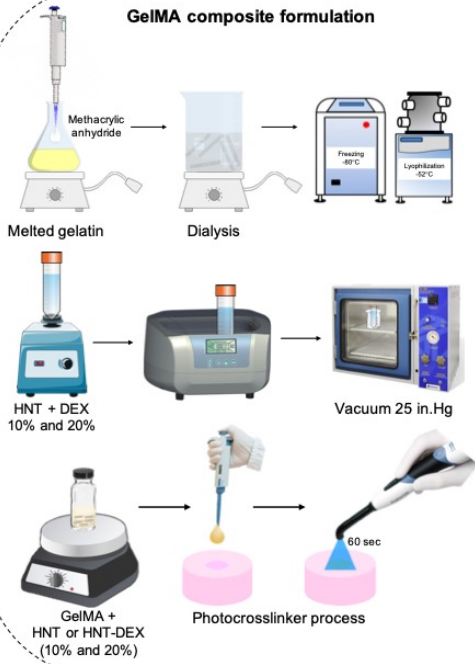 GelMA composite formulation
Methacrylic
anhydride
Freezing
-80°C
Lyophilization
-52°C
Melted gelatin
Dialysis
HNT + DEX
10% and 20%
Vacuum 25 in.Hg
60 sec
GelMA +
HNT or HNT-DEX
(10% and 20%)
Photocrosslinker process